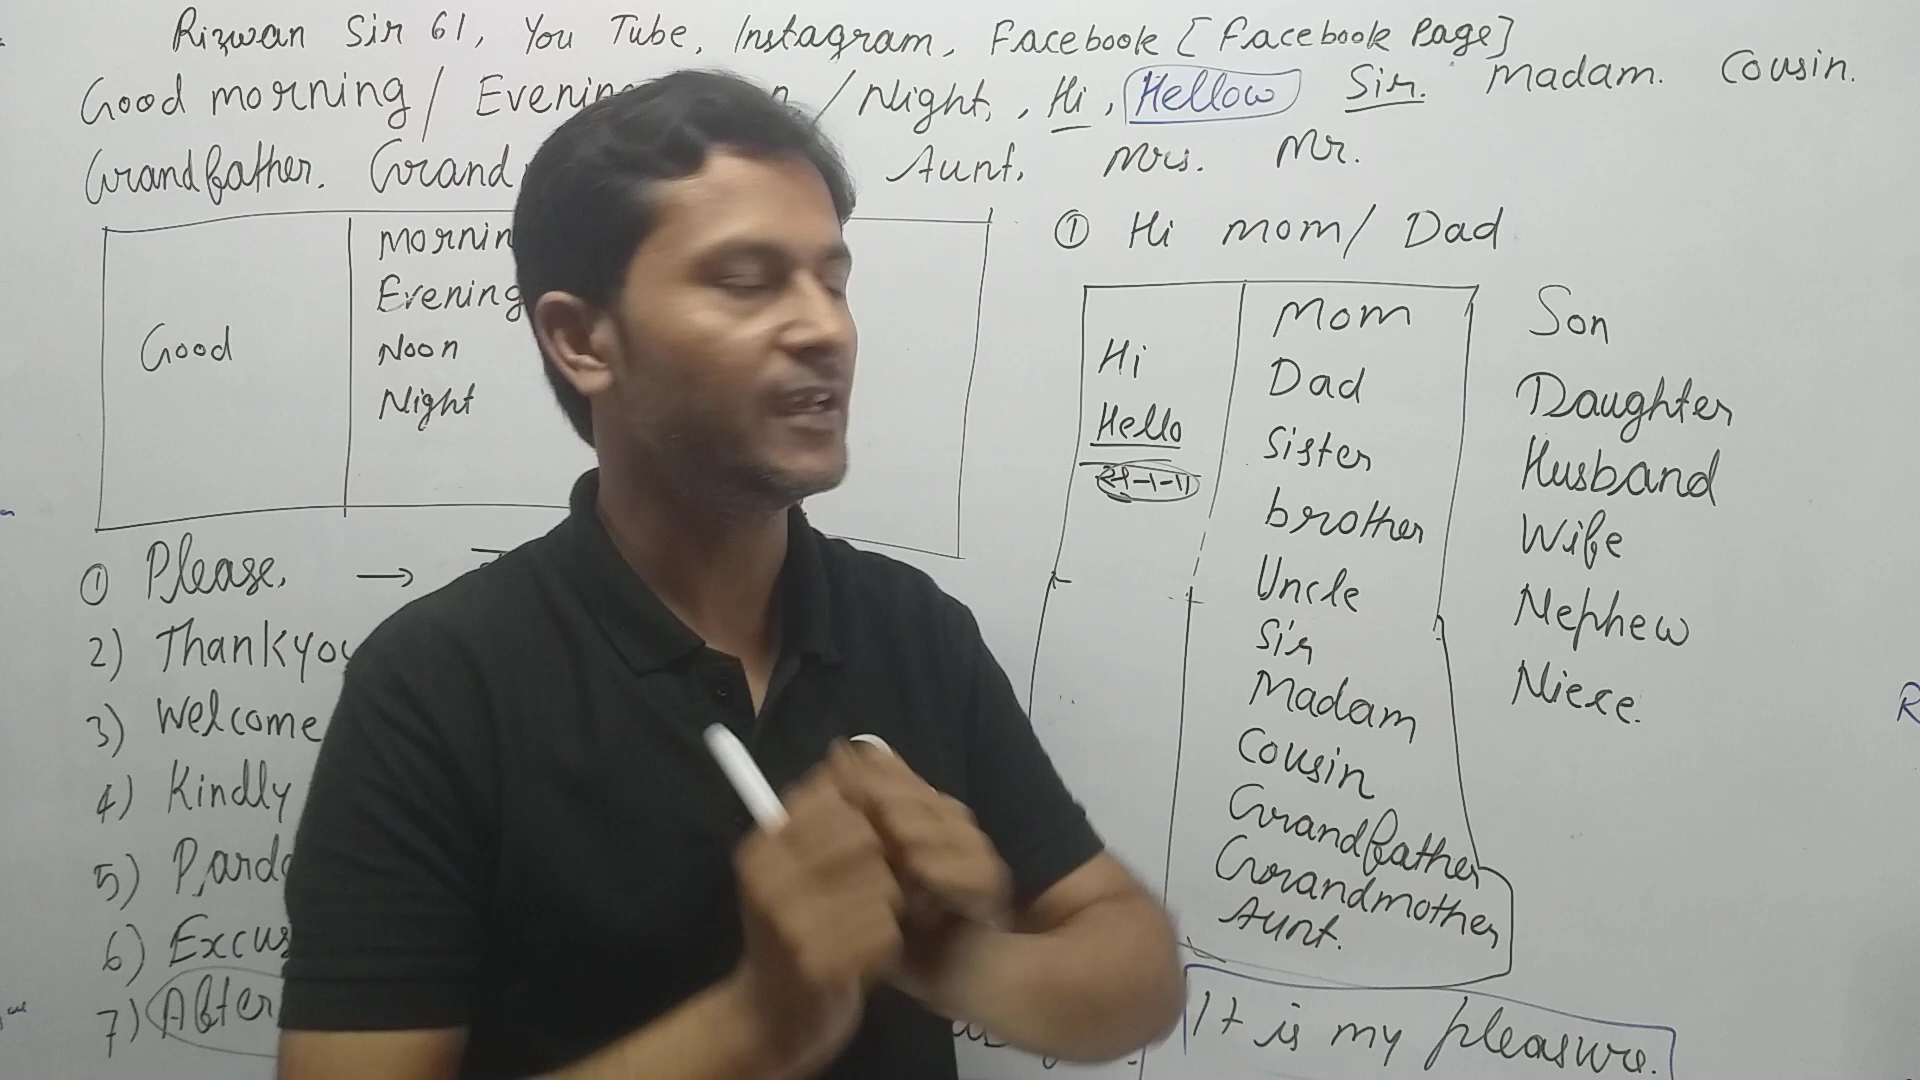 Rizwan Sir 61, You Tube, Instagram, Facebook [Facebook Page]
Good morning / Evening / Night, , Hi, Hellow Sir. Madam. Cousin.
Grandfather. Grand Aunt. Mrs. Mr.
Good
Mornin
Evening
Noon
Night
① Please. →
2) Thankyou
3) Welcome
4) Kindly
5) Pardo
6) Excus
7) After
① Hi mom / Dad
Hi
Hello
Mom
Dad
Sister
brother
Uncle
Sir
Madam
Cousin
Grandfather
Grandmother
Aunt.
Son
Daughter
Husband
Wife
Nephew
Niece.
It is my pleasure.
R